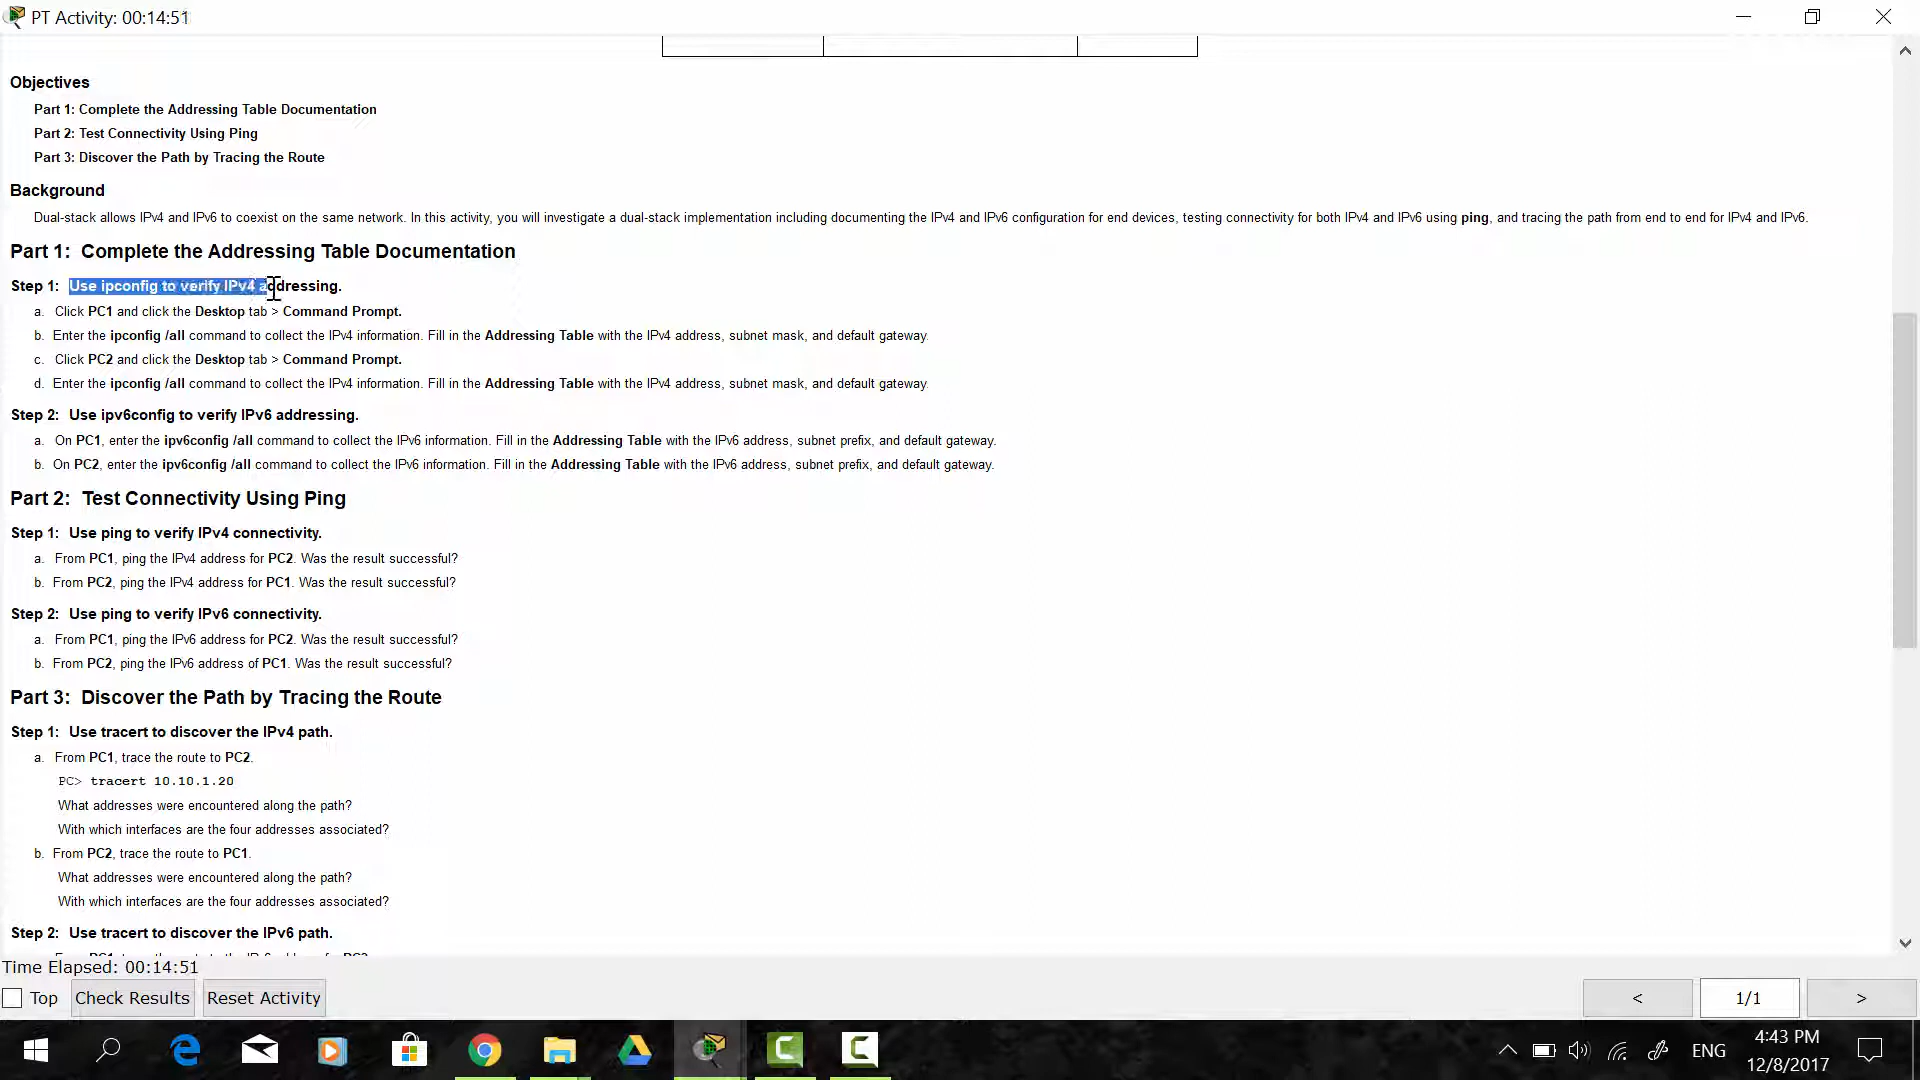 PT Activity: 00:14:51
Objectives
Part 1: Complete the Addressing Table Documentation
Part 2: Test Connectivity Using Ping
Part 3: Discover the Path by Tracing the Route
Background
Dual-stack allows IPv4 and IPv6 to coexist on the same network. In this activity, you will investigate a dual-stack implementation including documenting the IPv4 and IPv6 configuration for end devices, testing connectivity for both IPv4 and IPv6 using ping, and tracing the path from end to end for IPv4 and IPv6.
Part 1: Complete the Addressing Table Documentation
Step 1: Use ipconfig to verify IPv4 addressing.
a. Click PC1 and click the Desktop tab > Command Prompt.
b. Enter the ipconfig /all command to collect the IPv4 information. Fill in the Addressing Table with the IPv4 address, subnet mask, and default gateway.
c. Click PC2 and click the Desktop tab > Command Prompt.
d. Enter the ipconfig /all command to collect the IPv4 information. Fill in the Addressing Table with the IPv4 address, subnet mask, and default gateway.
Step 2: Use ipv6config to verify IPv6 addressing.
a. On PC1, enter the ipv6config /all command to collect the IPv6 information. Fill in the Addressing Table with the IPv6 address, subnet prefix, and default gateway.
b. On PC2, enter the ipv6config /all command to collect the IPv6 information. Fill in the Addressing Table with the IPv6 address, subnet prefix, and default gateway.
Part 2: Test Connectivity Using Ping
Step 1: Use ping to verify IPv4 connectivity.
a. From PC1, ping the IPv4 address for PC2. Was the result successful?
b. From PC2, ping the IPv4 address for PC1. Was the result successful?
Step 2: Use ping to verify IPv6 connectivity.
a. From PC1, ping the IPv6 address for PC2. Was the result successful?
b. From PC2, ping the IPv6 address of PC1. Was the result successful?
Part 3: Discover the Path by Tracing the Route
Step 1: Use tracert to discover the IPv4 path.
a. From PC1, trace the route to PC2.
PC> tracert 10.10.1.20
What addresses were encountered along the path?
With which interfaces are the four addresses associated?
b. From PC2, trace the route to PC1.
What addresses were encountered along the path?
With which interfaces are the four addresses associated?
Step 2: Use tracert to discover the IPv6 path.
Time Elapsed: 00:14:51
Top Check Results Reset Activity < 1/1 >
ENG 4:43 PM
12/8/2017